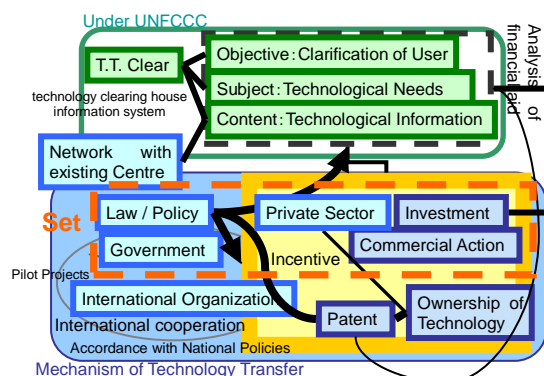 Under UNFCCC
Objective：Clarification of User
T.T. Clear
Subject：Technological Needs
technology clearing house
information system
Content：Technological Information
Analysis of
financial aid
Network with
existing Centre
Set
Law / Policy
Private Sector
Investment
Government
Commercial Action
Pilot Projects
Incentive
International Organization
International cooperation
Patent
Ownership of
Technology
Accordance with National Policies
Mechanism of Technology Transfer